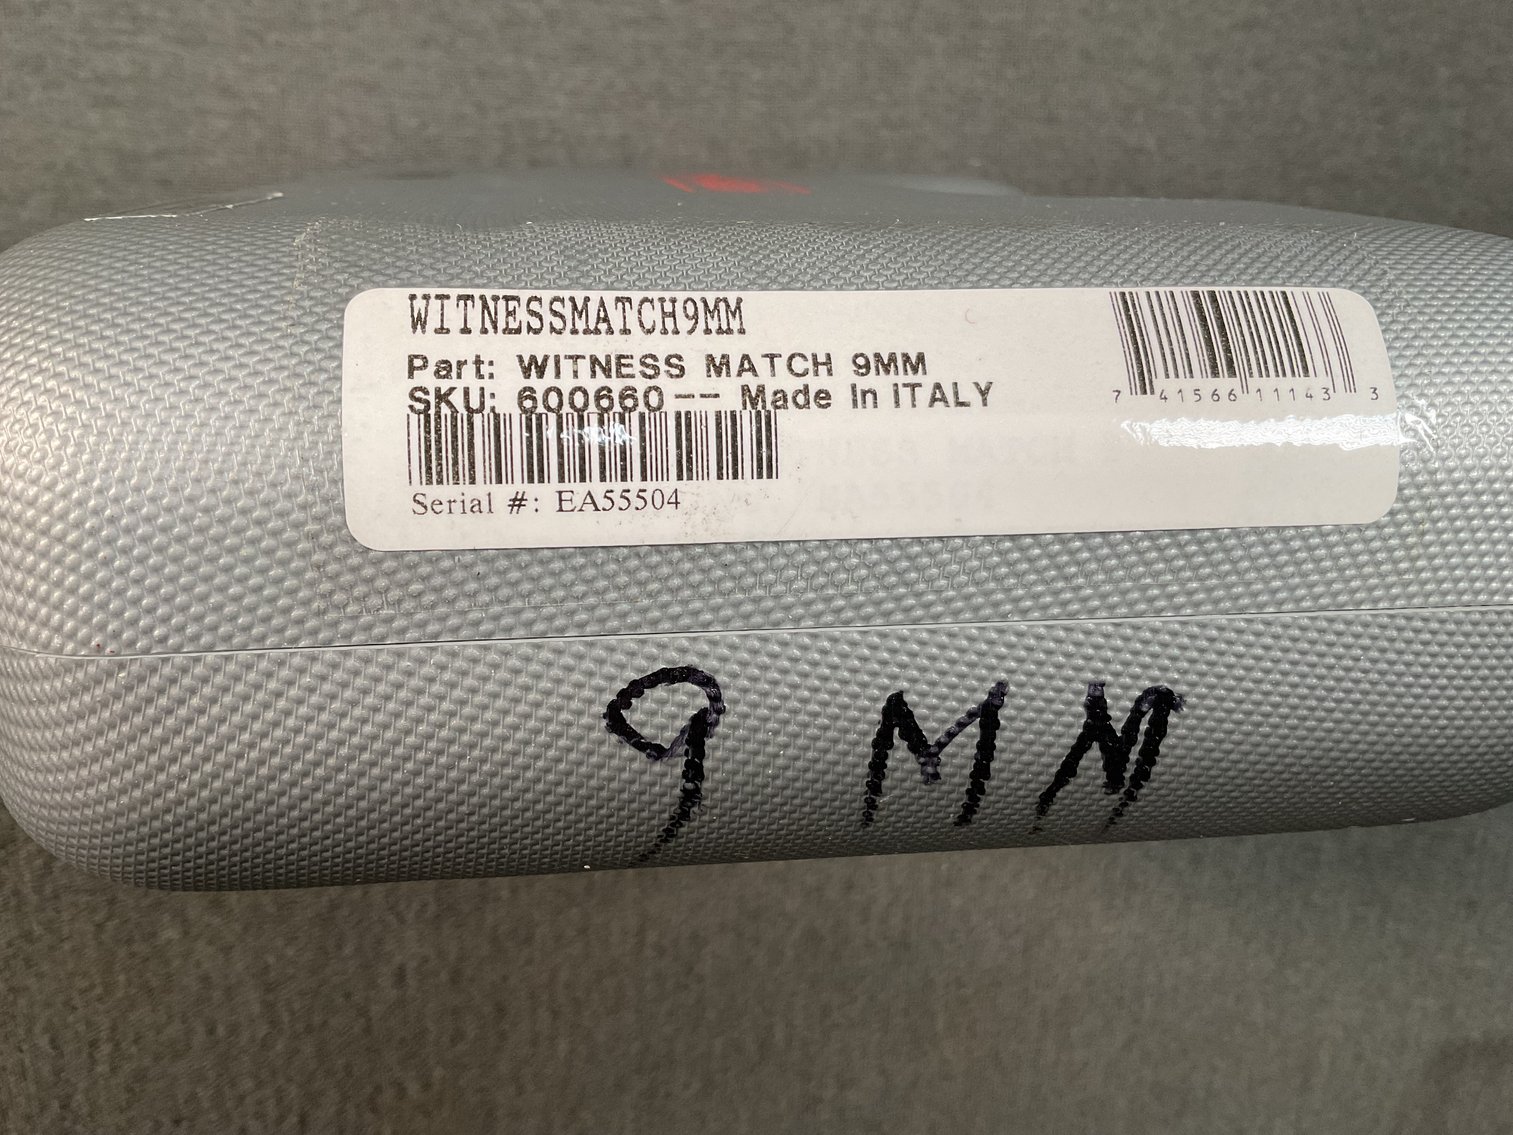 WITNESSMATCH9MM
Part: WITNESS MATCH 9MM
SKU: 600660 -- Made In ITALY
Serial #: EA55504
7 41566 11143 3
9 MM